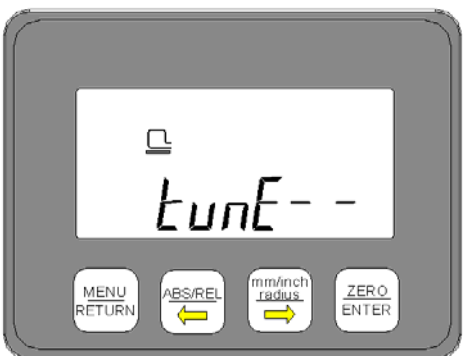 tunE--
MENU
RETURN
ABS/REL
mm/inch
radius
ZERO
ENTER